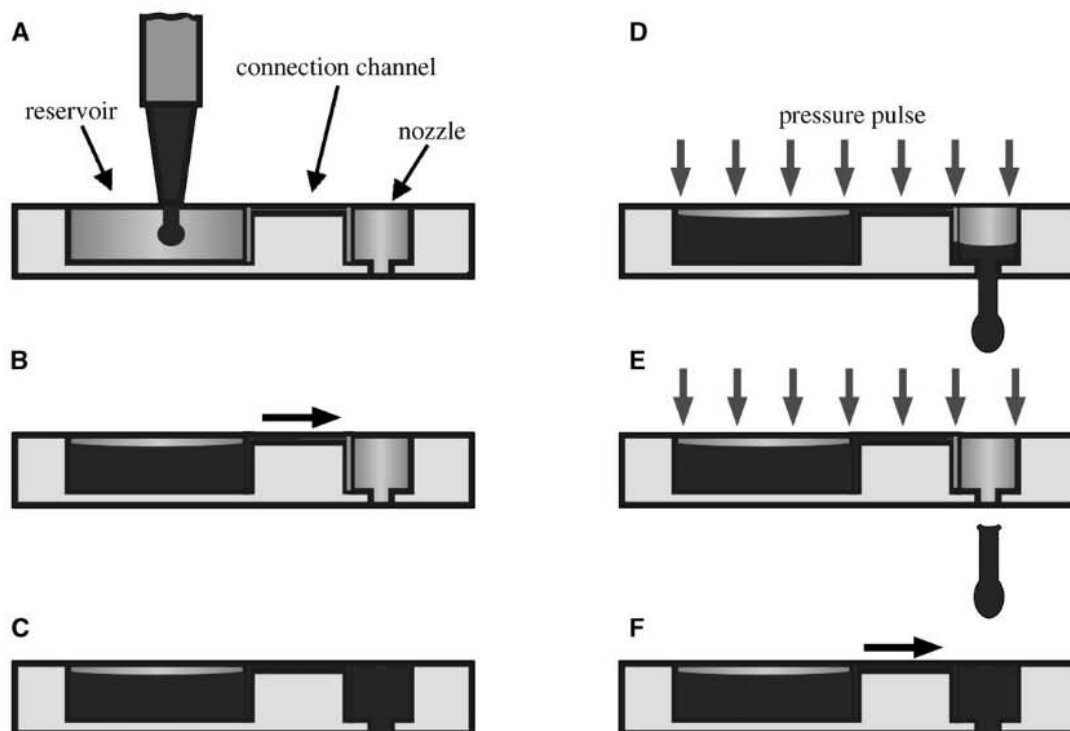 A
connection channel
reservoir
nozzle
B
C
D
pressure pulse
E
F